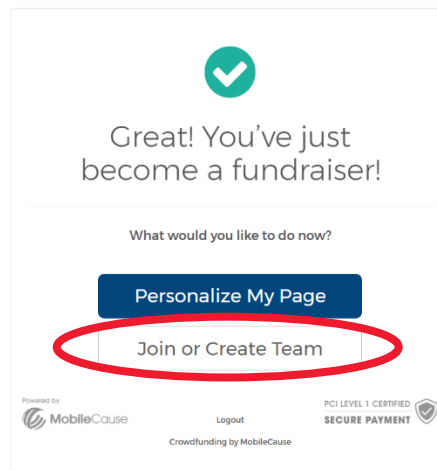 Great! You've just
become a fundraiser!
What would you like to do now?
Personalize My Page
Join or Create Team
Powered by
MobileCause
Logout
Crowdfunding by MobileCause
PCI LEVEL 1 CERTIFIED
SECURE PAYMENT